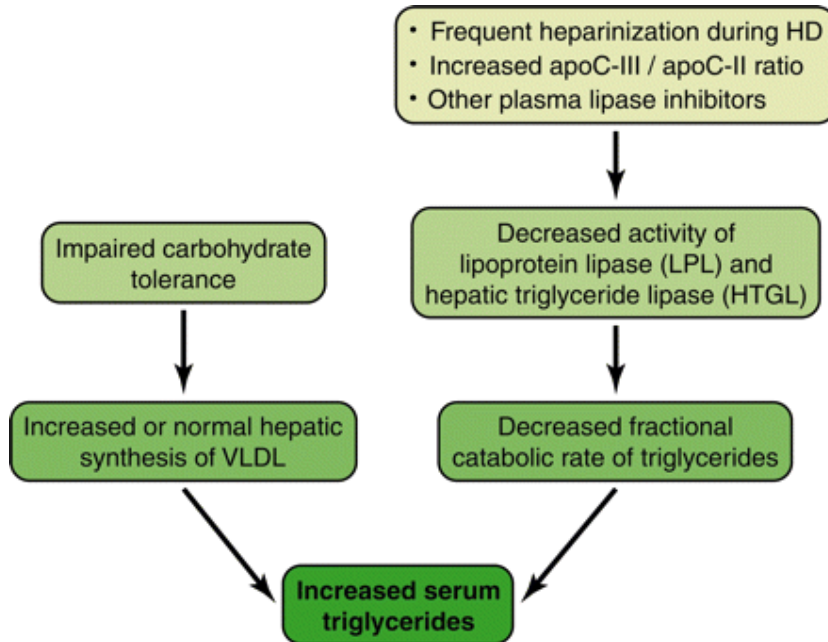 • Frequent heparinization during HD
• Increased apoC-III / apoC-II ratio
• Other plasma lipase inhibitors
Impaired carbohydrate
tolerance
Decreased activity of
lipoprotein lipase (LPL) and
hepatic triglyceride lipase (HTGL)
Increased or normal hepatic
synthesis of VLDL
Decreased fractional
catabolic rate of triglycerides
Increased serum
triglycerides